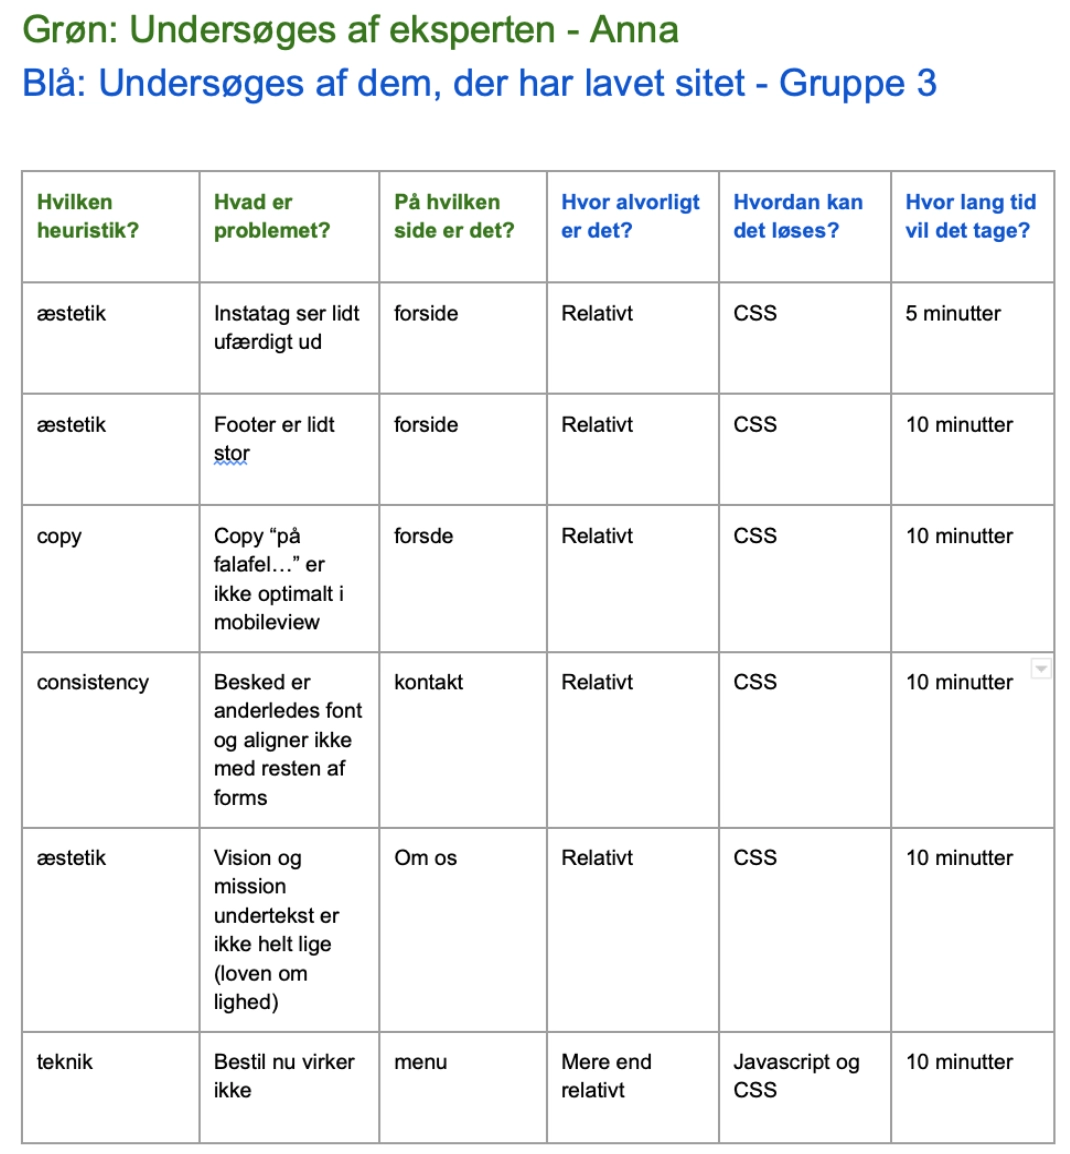 Grøn: Undersøges af eksperten - Anna
Blå: Undersøges af dem, der har lavet sitet - Gruppe 3
Hvilken
heuristik?
Hvad er
problemet?
På hvilken
side er det?
Hvor alvorligt
er det?
Hvordan kan
det løses?
Hvor lang tid
vil det tage?
æstetik
Instatag ser lidt
ufærdigt ud
forside
Relativt
CSS
5 minutter
æstetik
Footer er lidt
stor
forside
Relativt
CSS
10 minutter
copy
Copy “på
falafel…” er
ikke optimalt i
mobileview
forsde
Relativt
CSS
10 minutter
consistency
Besked er
anderledes font
og aligner ikke
med resten af
forms
kontakt
Relativt
CSS
10 minutter
æstetik
Vision og
mission
undertekst er
ikke helt lige
(loven om
lighed)
Om os
Relativt
CSS
10 minutter
teknik
Bestil nu virker
ikke
menu
Mere end
relativt
Javascript og
CSS
10 minutter